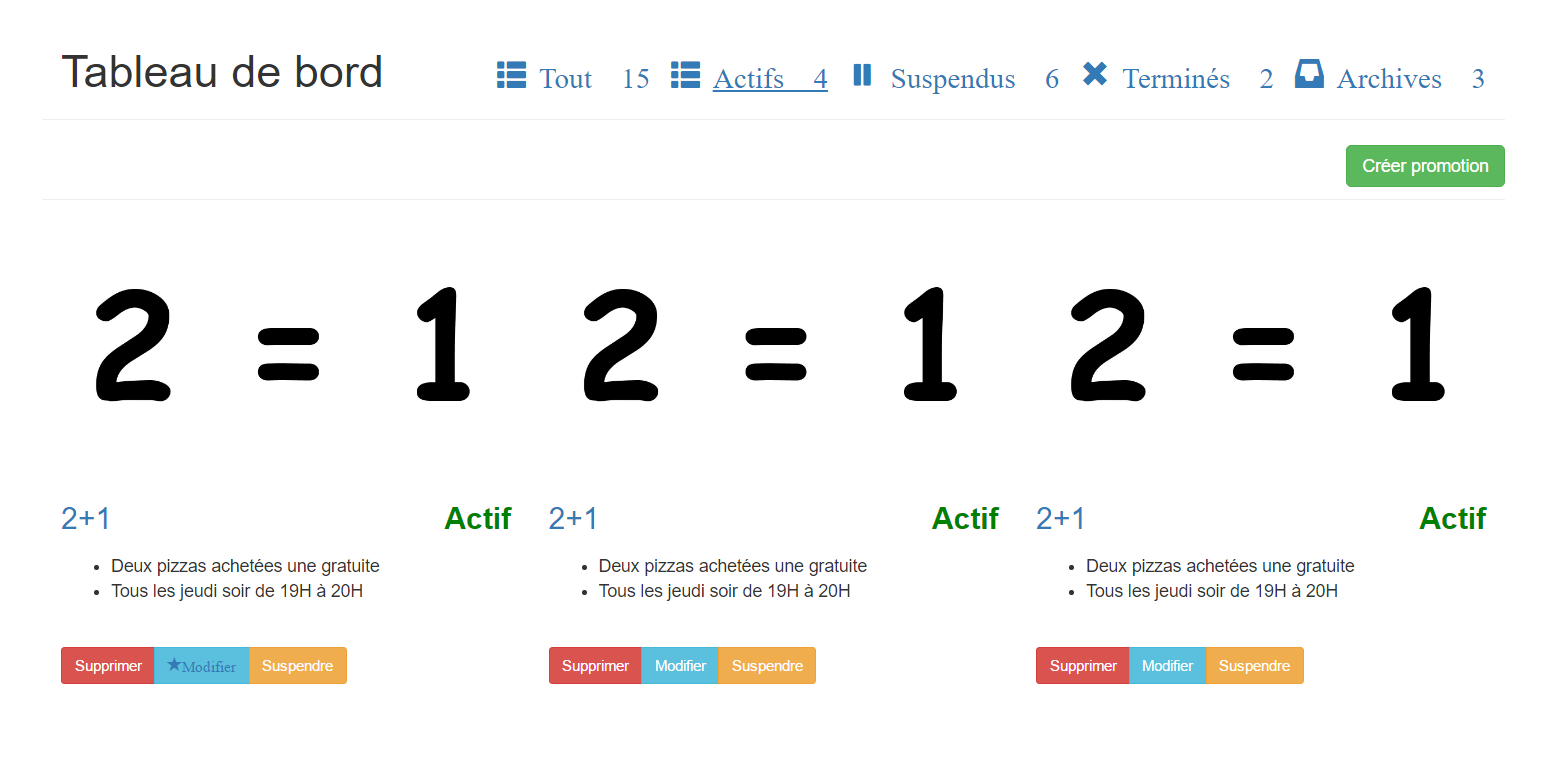 Tableau de bord Tout 15 Actifs 4 Suspendus 6 Terminés 2 Archives 3
Créer promotion
2 = 1 2 = 1 2 = 1
2+1 Actif 2+1 Actif 2+1 Actif
Deux pizzas achetées une gratuite Deux pizzas achetées une gratuite Deux pizzas achetées une gratuite
Tous les jeudi soir de 19H à 20H Tous les jeudi soir de 19H à 20H Tous les jeudi soir de 19H à 20H
Supprimer Modifier Suspendre Supprimer Modifier Suspendre Supprimer Modifier Suspendre